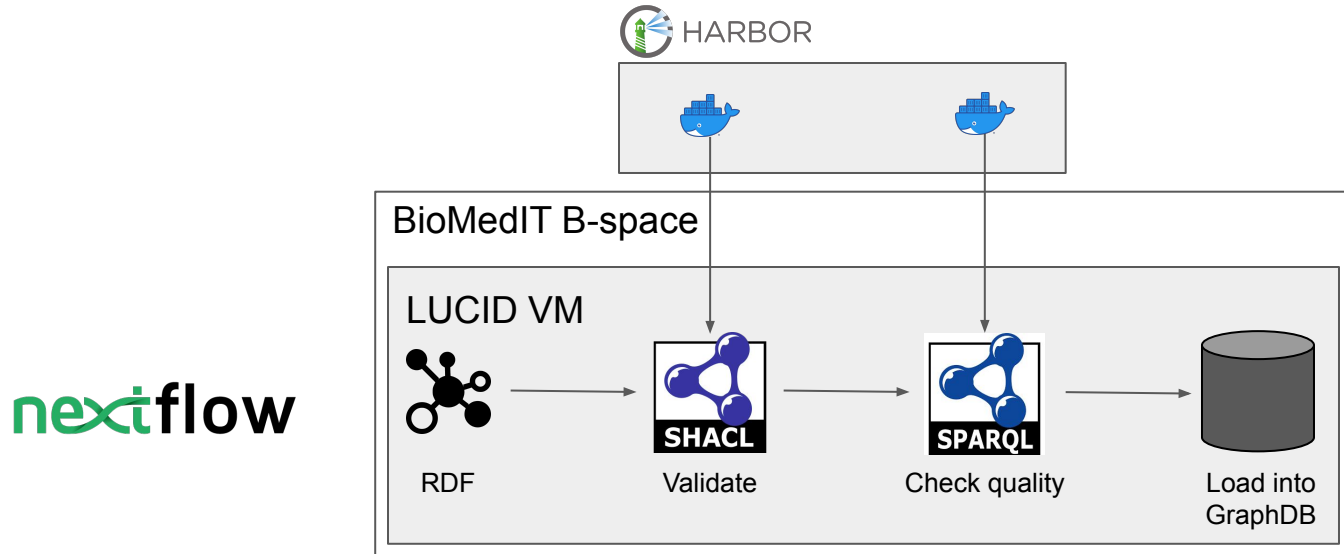 HARBOR
BioMedIT B-space
LUCID VM
nextflow
SHACL
SPARQL
RDF
Validate
Check quality
Load into
GraphDB